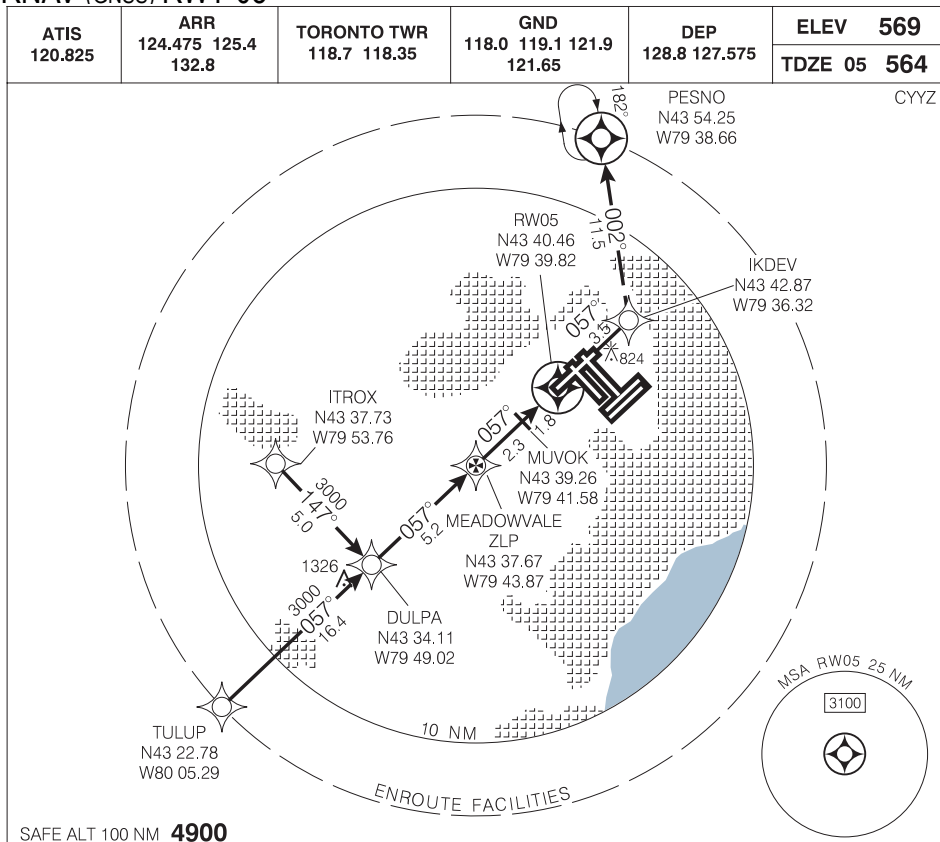 RNAV (GNSS) RWY 05
ATIS
120.825
ARR
124.475 125.4
132.8
TORONTO TWR
118.7 118.35
GND
118.0 119.1 121.9
121.65
DEP
128.8 127.575
ELEV 569
TDZE 05 564
CYYZ
PESNO
N43 54.25
W79 38.66
182°
002°
11.5
RW05
N43 40.46
W79 39.82
IKDEV
N43 42.87
W79 36.32
057°
3.5
824
ITROX
N43 37.73
W79 53.76
3000
147°
5.0
057°
2.3
1.8
MUVOK
N43 39.26
W79 41.58
057°
5.2
MEADOWVALE
ZLP
N43 37.67
W79 43.87
1326
3000
057°
16.4
DULPA
N43 34.11
W79 49.02
TULUP
N43 22.78
W80 05.29
10 NM
ENROUTE FACILITIES
MSA RW05 25 NM
3100
SAFE ALT 100 NM 4900